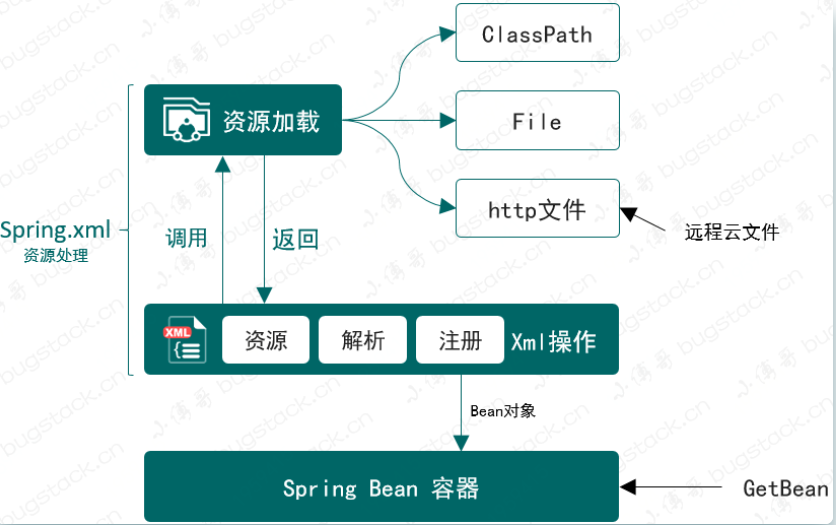 ClassPath
资源加载
File
http文件
远程云文件
Spring.xml
资源处理
调用
返回
XML
资源
解析
注册
Xml操作
Bean对象
Spring Bean 容器
GetBean
小傅哥 bugstack.cn